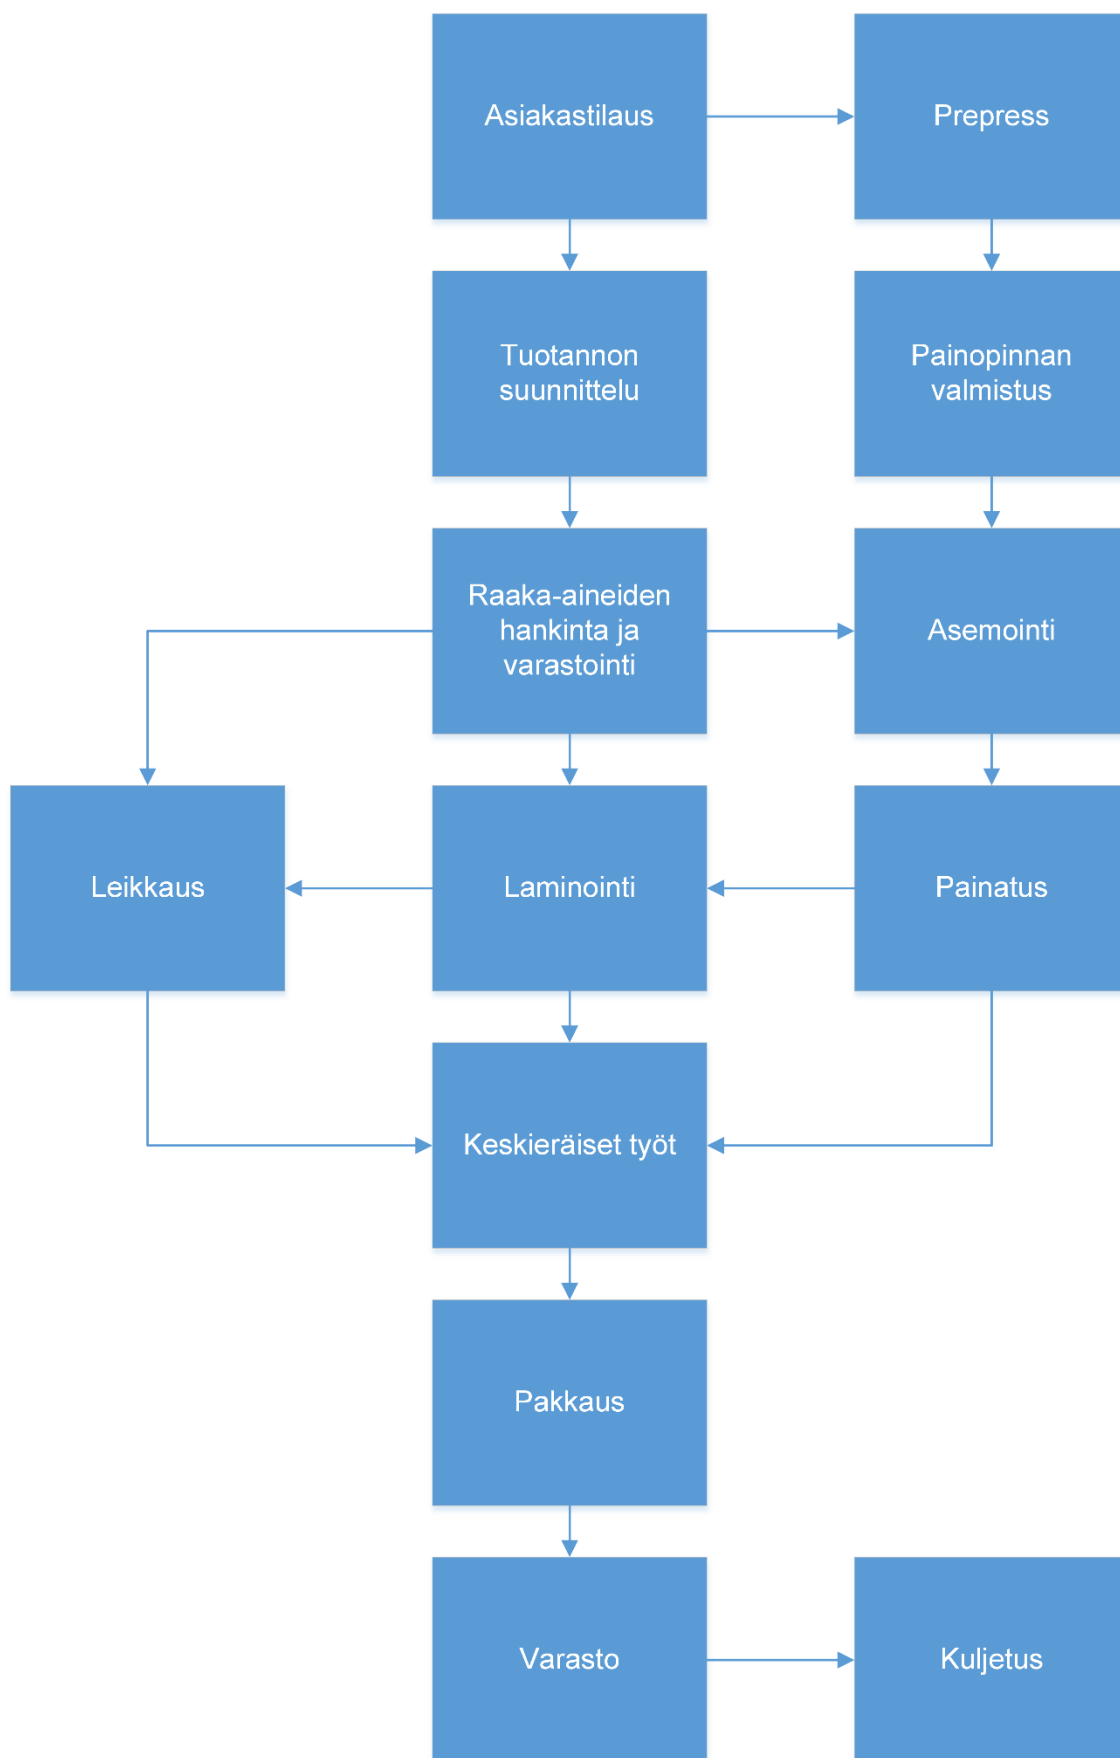 Asiakastilaus
Prepress
Tuotannon
suunnittelu
Painopinnan
valmistus
Raaka-aineiden
hankinta ja
varastointi
Asemointi
Leikkaus
Laminointi
Painatus
Keskieräiset työt
Pakkaus
Varasto
Kuljetus